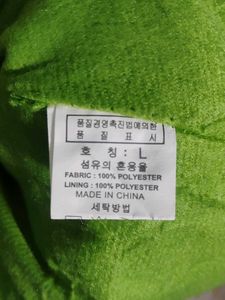 품질경영촉진법에의한
품 질 표 시
호 칭 : L
섬유의 혼용율
FABRIC : 100% POLYESTER
LINING : 100% POLYESTER
MADE IN CHINA
세탁방법